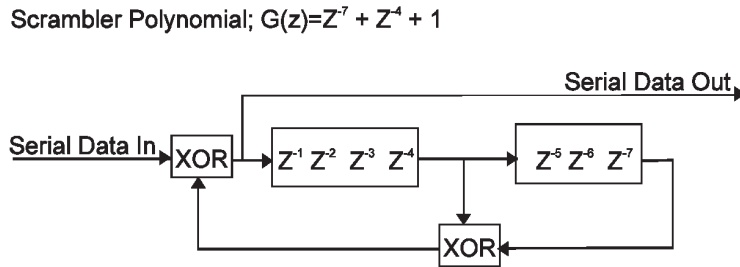 Scrambler Polynomial; G(z)=Z⁻⁷ + Z⁻⁴ + 1
Serial Data Out
Serial Data In
XOR
Z⁻¹ Z⁻² Z⁻³ Z⁻⁴
Z⁻⁵ Z⁻⁶ Z⁻⁷
XOR